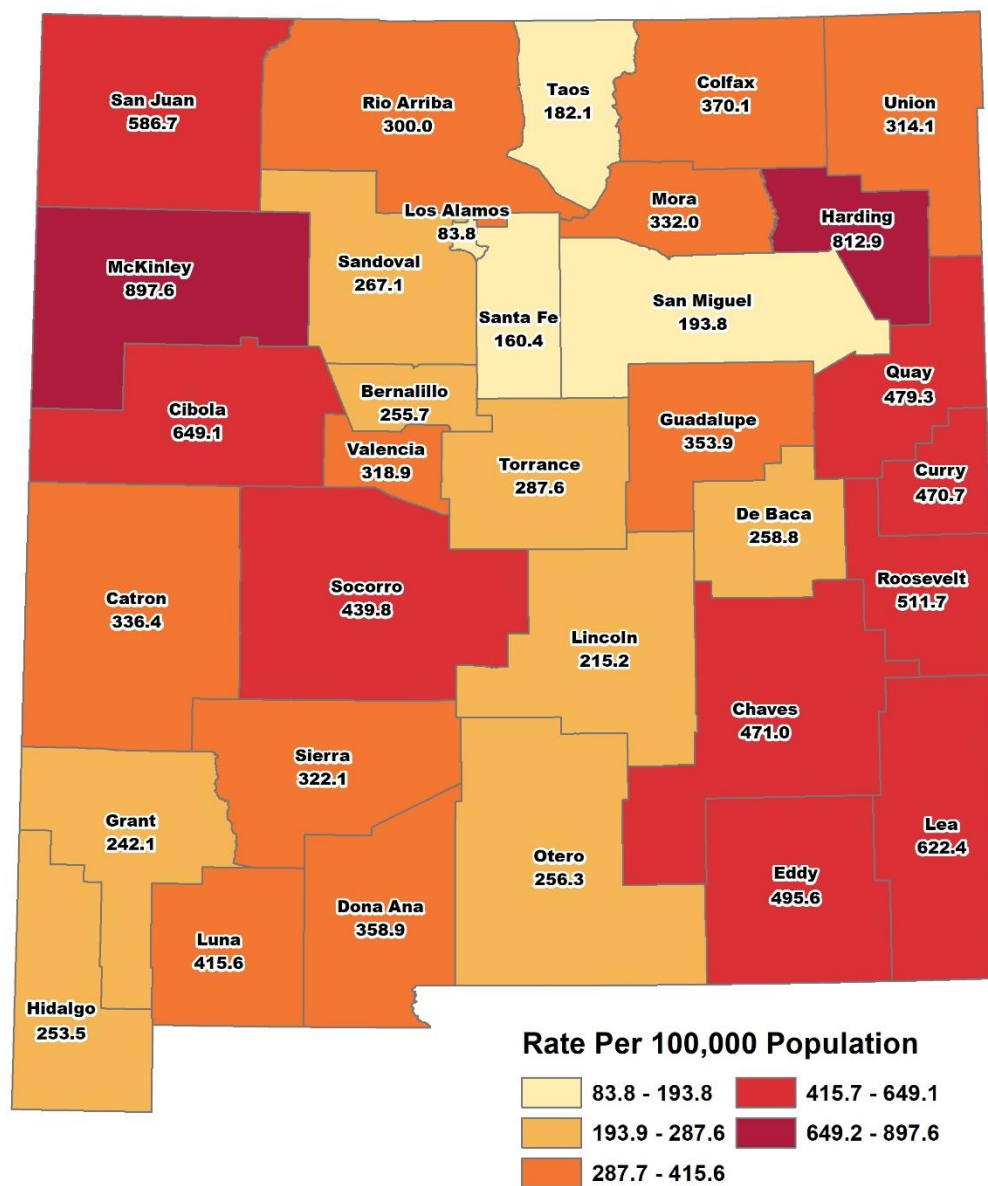 San Juan
586.7
Rio Arriba
300.0
Taos
182.1
Colfax
370.1
Union
314.1
Los Alamos
83.8
Mora
332.0
Harding
812.9
McKinley
897.6
Sandoval
267.1
Santa Fe
160.4
San Miguel
193.8
Quay
479.3
Cibola
649.1
Bernalillo
255.7
Valencia
318.9
Torrance
287.6
Guadalupe
353.9
Curry
470.7
De Baca
258.8
Roosevelt
511.7
Catron
336.4
Socorro
439.8
Lincoln
215.2
Chaves
471.0
Sierra
322.1
Grant
242.1
Otero
256.3
Lea
622.4
Eddy
495.6
Luna
415.6
Dona Ana
358.9
Hidalgo
253.5
Rate Per 100,000 Population
83.8 - 193.8
193.9 - 287.6
287.7 - 415.6
415.7 - 649.1
649.2 - 897.6